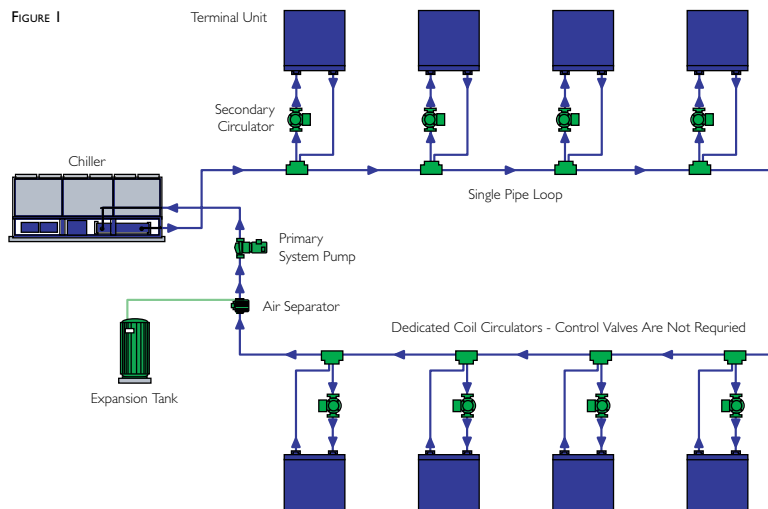 FIGURE 1
Terminal Unit
Secondary
Circulator
Chiller
Single Pipe Loop
Primary
System Pump
Air Separator
Dedicated Coil Circulators - Control Valves Are Not Requried
Expansion Tank